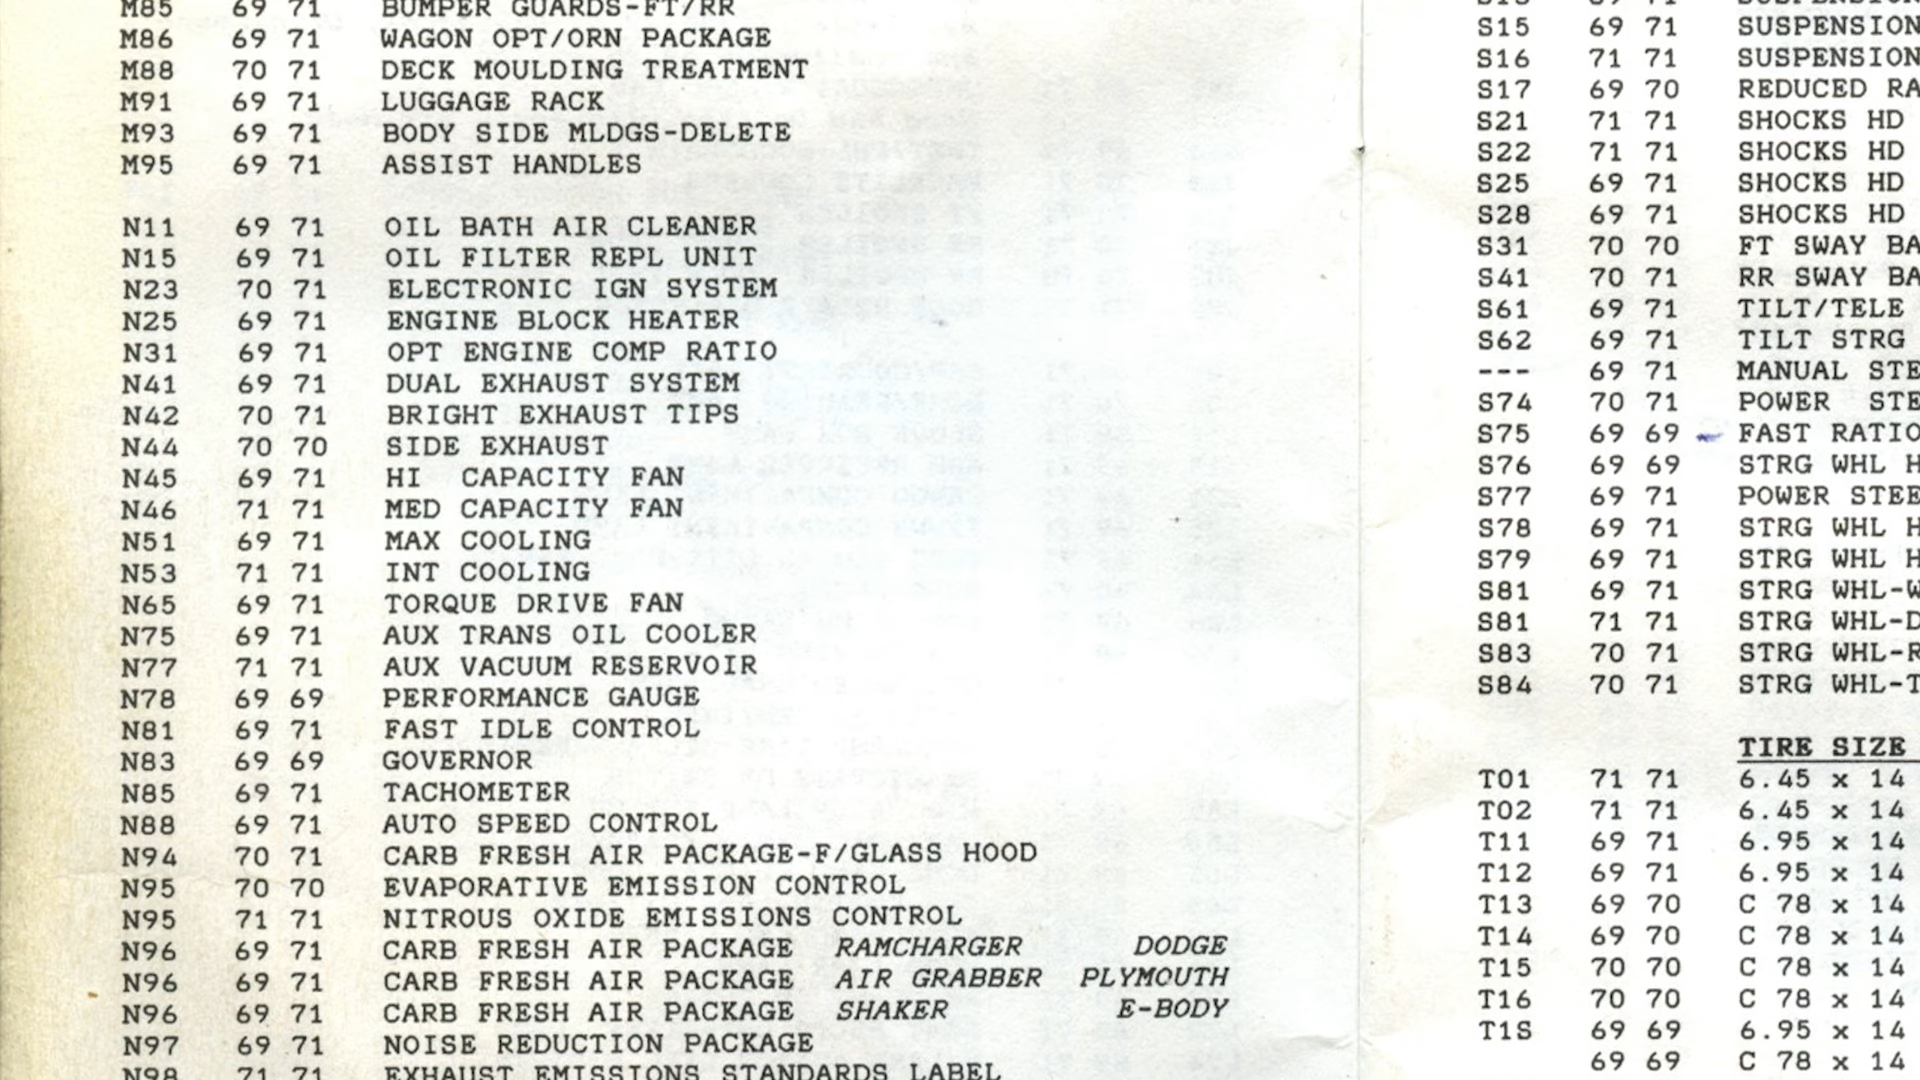 M85 69 71 BUMPER GUARDS-FT/RR
M86 69 71 WAGON OPT/ORN PACKAGE
M88 70 71 DECK MOULDING TREATMENT
M91 69 71 LUGGAGE RACK
M93 69 71 BODY SIDE MLDGS-DELETE
M95 69 71 ASSIST HANDLES
N11 69 71 OIL BATH AIR CLEANER
N15 69 71 OIL FILTER REPL UNIT
N23 70 71 ELECTRONIC IGN SYSTEM
N25 69 71 ENGINE BLOCK HEATER
N31 69 71 OPT ENGINE COMP RATIO
N41 69 71 DUAL EXHAUST SYSTEM
N42 70 71 BRIGHT EXHAUST TIPS
N44 70 70 SIDE EXHAUST
N45 69 71 HI CAPACITY FAN
N46 71 71 MED CAPACITY FAN
N51 69 71 MAX COOLING
N53 71 71 INT COOLING
N65 69 71 TORQUE DRIVE FAN
N75 69 71 AUX TRANS OIL COOLER
N77 71 71 AUX VACUUM RESERVOIR
N78 69 69 PERFORMANCE GAUGE
N81 69 71 FAST IDLE CONTROL
N83 69 69 GOVERNOR
N85 69 71 TACHOMETER
N88 69 71 AUTO SPEED CONTROL
N94 70 71 CARB FRESH AIR PACKAGE-F/GLASS HOOD
N95 70 70 EVAPORATIVE EMISSION CONTROL
N95 71 71 NITROUS OXIDE EMISSIONS CONTROL
N96 69 71 CARB FRESH AIR PACKAGE RAMCHARGER DODGE
N96 69 71 CARB FRESH AIR PACKAGE AIR GRABBER PLYMOUTH
N96 69 71 CARB FRESH AIR PACKAGE SHAKER E-BODY
N97 69 71 NOISE REDUCTION PACKAGE
N98 71 71 EXHAUST EMISSIONS STANDARDS LABEL
S15 69 71 SUSPENSION
S16 71 71 SUSPENSION
S17 69 70 REDUCED RA
S21 71 71 SHOCKS HD
S22 71 71 SHOCKS HD
S25 69 71 SHOCKS HD
S28 69 71 SHOCKS HD
S31 70 70 FT SWAY BA
S41 70 71 RR SWAY BA
S61 69 71 TILT/TELE
S62 69 71 TILT STRG
--- 69 71 MANUAL STE
S74 70 71 POWER STE
S75 69 69 FAST RATIO
S76 69 69 STRG WHL H
S77 69 71 POWER STEE
S78 69 71 STRG WHL H
S79 69 71 STRG WHL H
S81 69 71 STRG WHL-W
S81 71 71 STRG WHL-D
S83 70 71 STRG WHL-R
S84 70 71 STRG WHL-T
TIRE SIZE
T01 71 71 6.45 x 14
T02 71 71 6.45 x 14
T11 69 71 6.95 x 14
T12 69 71 6.95 x 14
T13 69 70 C 78 x 14
T14 69 70 C 78 x 14
T15 70 70 C 78 x 14
T16 70 70 C 78 x 14
T1S 69 69 6.95 x 14
69 69 C 78 x 14